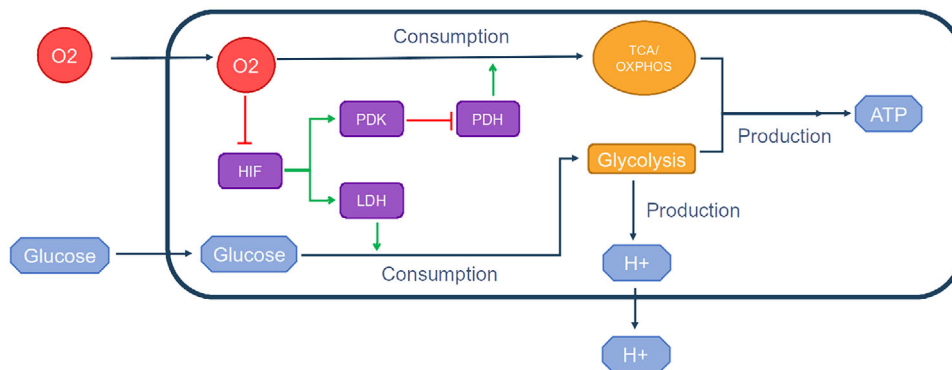 Consumption
O2
O2
TCA/
OXPHOS
PDK
PDH
ATP
Production
HIF
Glycolysis
LDH
Production
Glucose
Glucose
Consumption
H+
H+